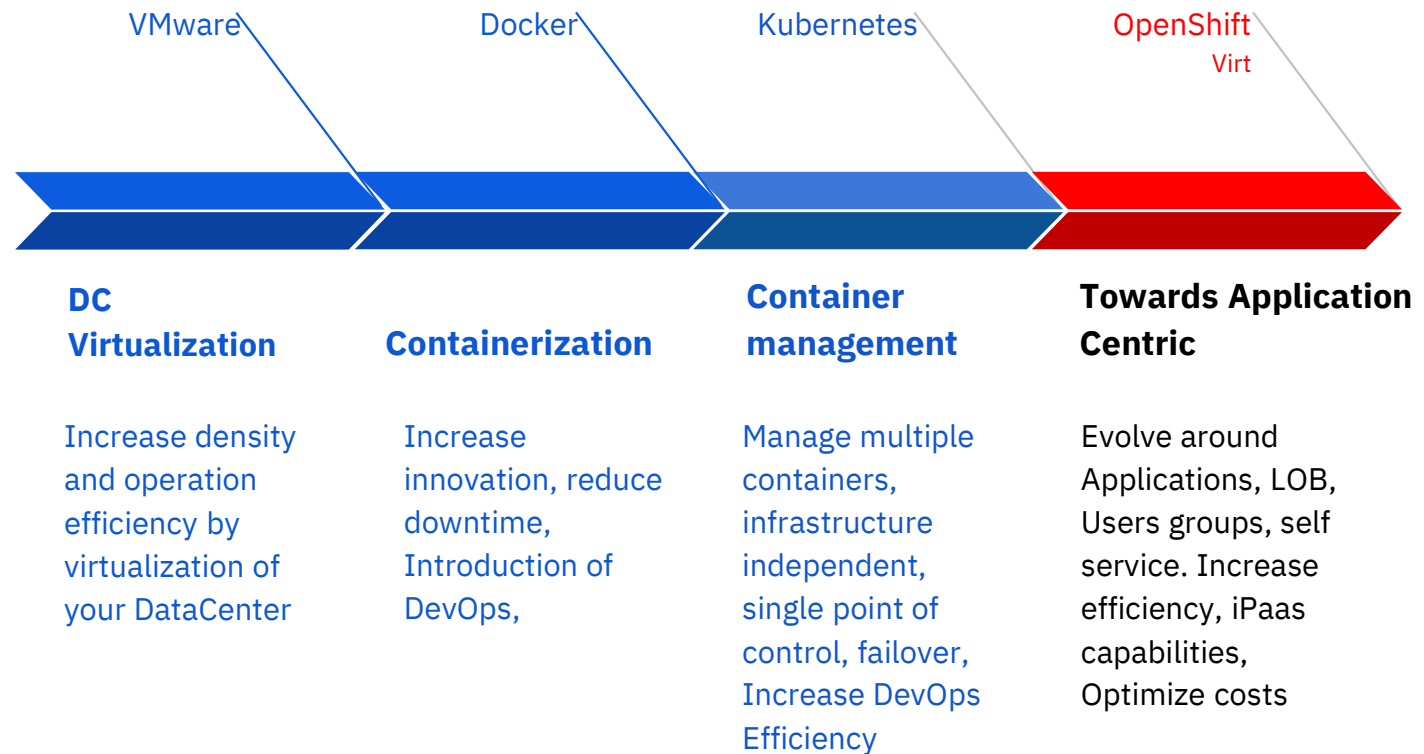 VMware
Docker
Kubernetes
OpenShift
Virt
DC
Virtualization
Containerization
Container
management
Towards Application
Centric
Increase density
and operation
efficiency by
virtualization of
your DataCenter
Increase
innovation, reduce
downtime,
Introduction of
DevOps,
Manage multiple
containers,
infrastructure
independent,
single point of
control, failover,
Increase DevOps
Efficiency
Evolve around
Applications, LOB,
Users groups, self
service. Increase
efficiency, iPaas
capabilities,
Optimize costs